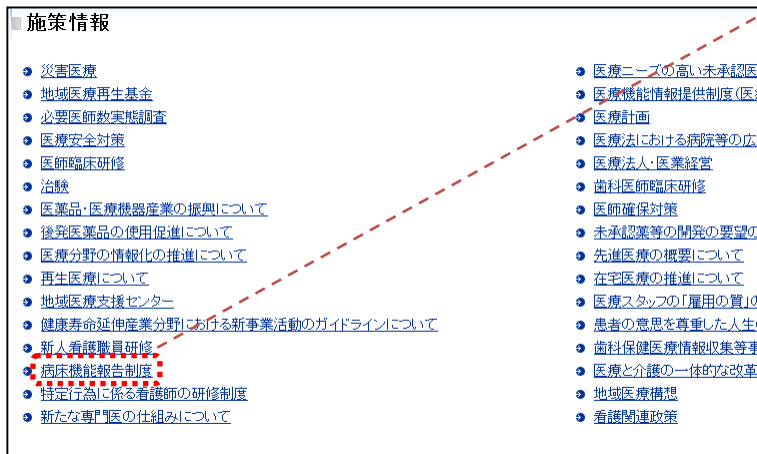 施策情報
災害医療
地域医療再生基金
必要医師数実態調査
医療安全対策
医師臨床研修
治験
医薬品・医療機器産業の振興について
後発医薬品の使用促進について
医療分野の情報化の推進について
再生医療について
地域医療支援センター
健康寿命延伸産業分野における新事業活動のガイドラインについて
新人看護職員研修
病床機能報告制度
特定行為に係る看護師の研修制度
新たな専門医の仕組みについて
医療ニーズの高い未承認医
医療機能情報提供制度(医
医療計画
医療法における病院等の広
医療法人・医業経営
歯科医師臨床研修
医師確保対策
未承認薬等の開発の要望の
先進医療の概要について
在宅医療の推進について
医療スタッフの「雇用の質」の
患者の意思を尊重した人生
歯科保健医療情報収集等事
医療と介護の一体的な改革
地域医療構想
看護関連政策